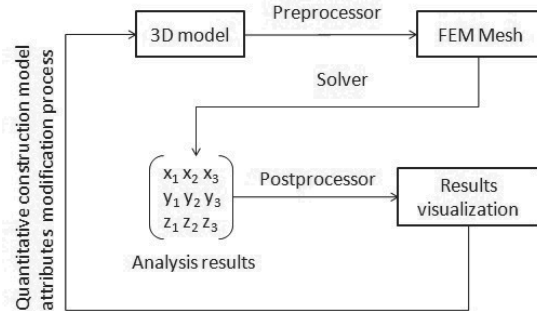 Preprocessor
3D model
FEM Mesh
Solver
x₁ x₂ x₃
y₁ y₂ y₃
z₁ z₂ z₃
Postprocessor
Results
visualization
Analysis results
Quantitative construction model
attributes modification process